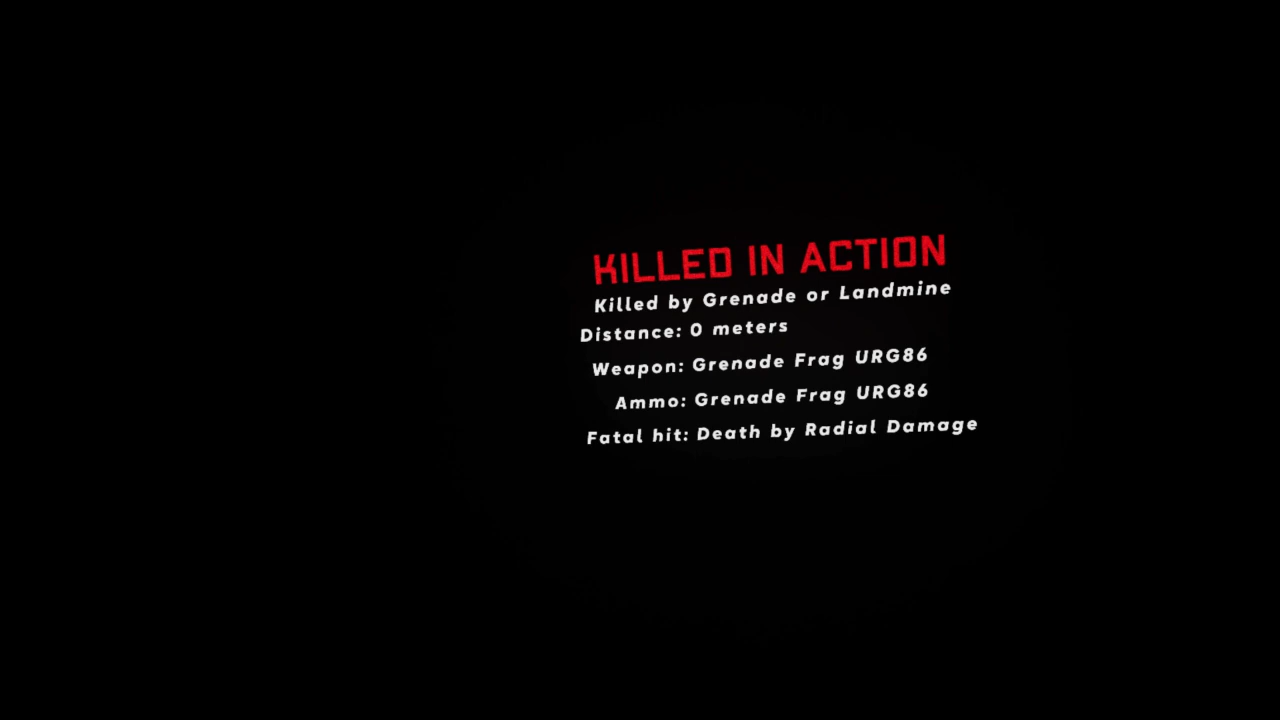 KILLED IN ACTION
Killed by Grenade or Landmine
Distance: 0 meters
Weapon: Grenade Frag URG86
Ammo: Grenade Frag URG86
Fatal hit: Death by Radial Damage